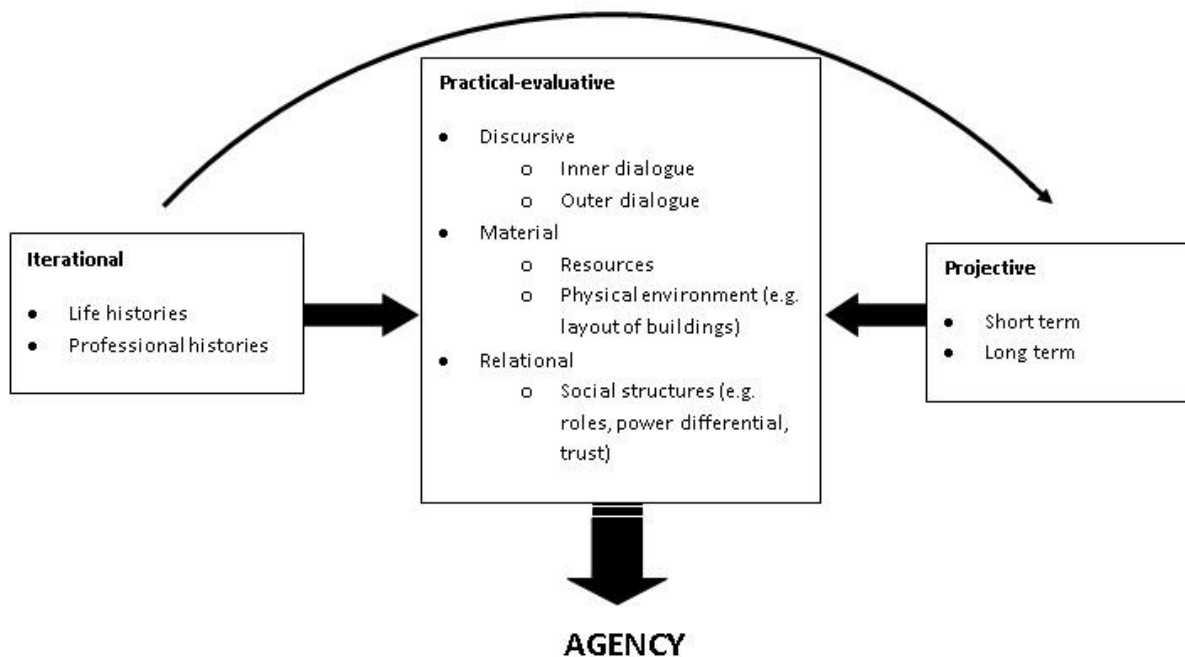 Practical-evaluative
● Discursive
o Inner dialogue
o Outer dialogue
● Material
o Resources
o Physical environment (e.g.
layout of buildings)
● Relational
o Social structures (e.g.
roles, power differential,
trust)
Iterational
● Life histories
● Professional histories
Projective
● Short term
● Long term
AGENCY